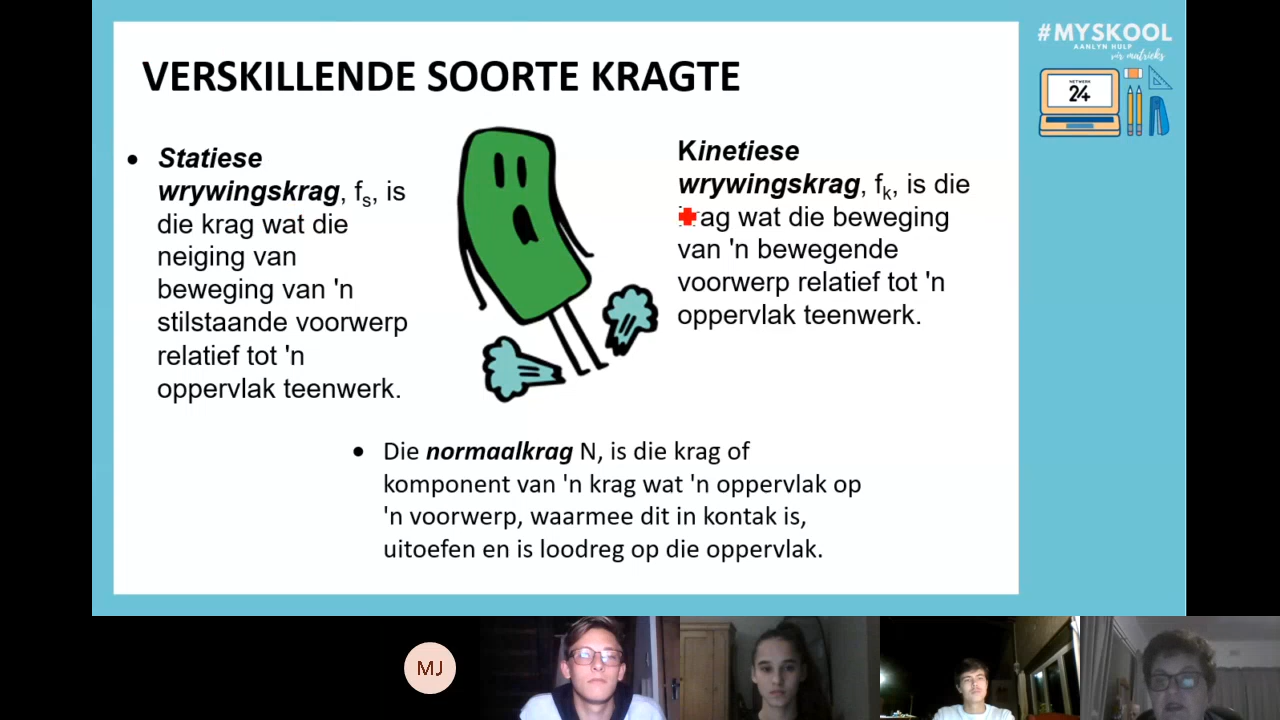 VERSKILLENDE SOORTE KRAGTE
• Statiese
wrywingskrag, fs, is
die krag wat die
neiging van
beweging van 'n
stilstaande voorwerp
relatief tot 'n
oppervlak teenwerk.
Kinetiese
wrywingskrag, fk, is die
krag wat die beweging
van 'n bewegende
voorwerp relatief tot 'n
oppervlak teenwerk.
• Die normaalkrag N, is die krag of
komponent van 'n krag wat 'n oppervlak op
'n voorwerp, waarmee dit in kontak is,
uitoefen en is loodreg op die oppervlak.
#MYSKOOL
AANLYN HULP
vir matrieks
NETWERK
24
MJ